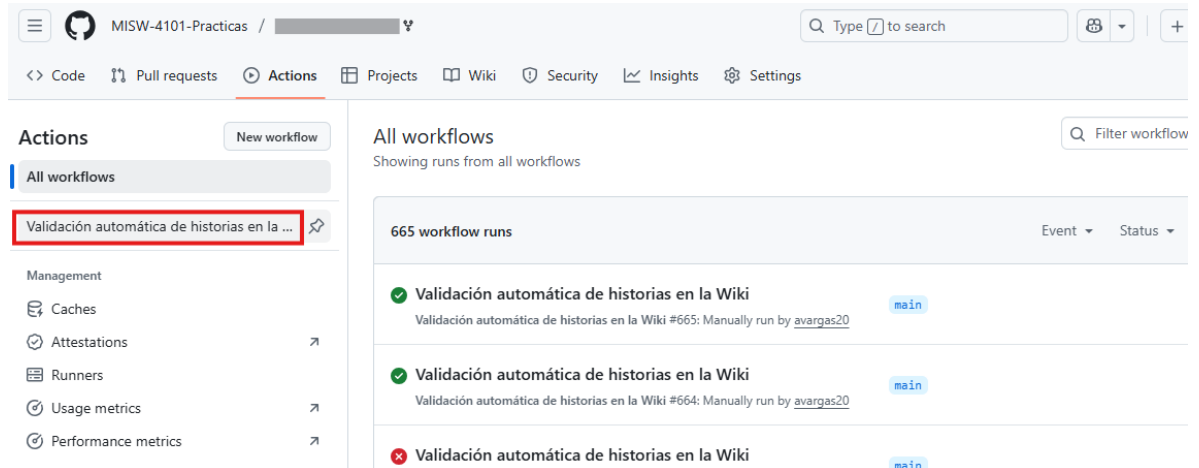 MISW-4101-Practicas /
Type / to search
Code Pull requests Actions Projects Wiki Security Insights Settings
Actions
New workflow
All workflows
Validación automática de historias en la ...
Management
Caches
Attestations
Runners
Usage metrics
Performance metrics
All workflows
Showing runs from all workflows
Filter workflow
665 workflow runs
Event Status
Validación automática de historias en la Wiki
main
Validación automática de historias en la Wiki #665: Manually run by avargas20
Validación automática de historias en la Wiki
main
Validación automática de historias en la Wiki #664: Manually run by avargas20
Validación automática de historias en la Wiki
main